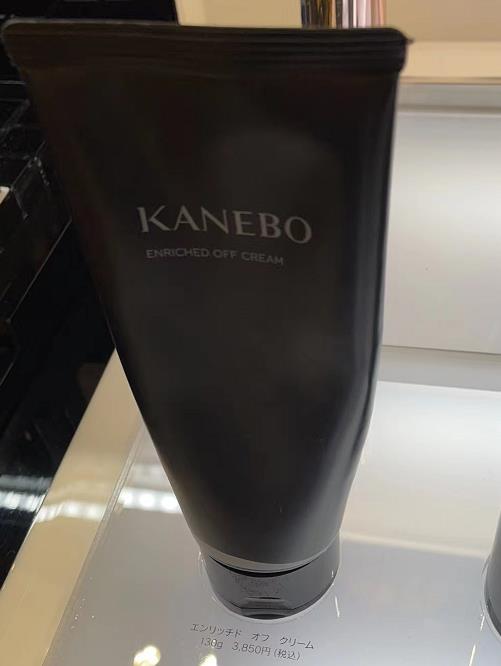 KANEBO
ENRICHED OFF CREAM
エンリッチド オフ クリーム
130g 3,850円(税込)